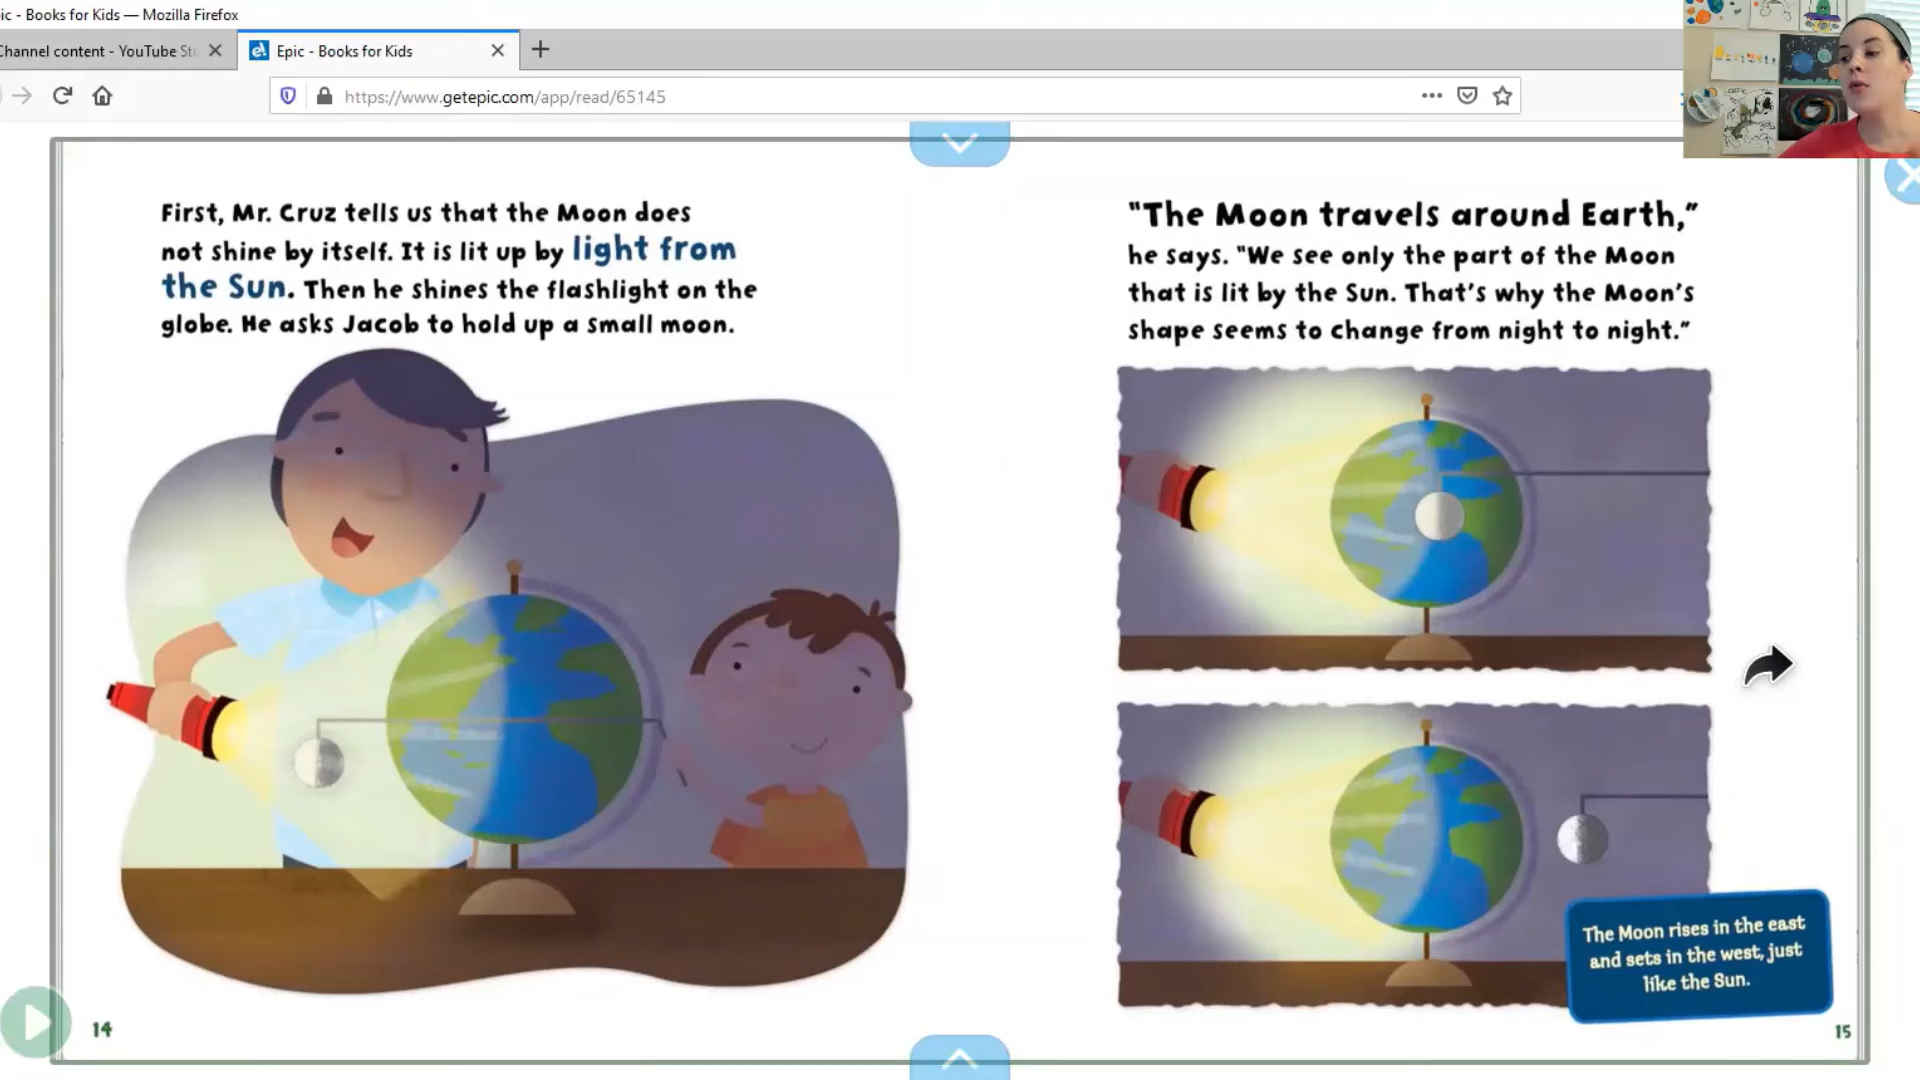 ic - Books for Kids — Mozilla Firefox
Channel content - YouTube St
Epic - Books for Kids
https://www.getepic.com/app/read/65145
First, Mr. Cruz tells us that the Moon does
not shine by itself. It is lit up by light from
the Sun. Then he shines the flashlight on the
globe. He asks Jacob to hold up a small moon.
"The Moon travels around Earth,"
he says. "We see only the part of the Moon
that is lit by the Sun. That's why the Moon's
shape seems to change from night to night."
The Moon rises in the east
and sets in the west, just
like the Sun.
14
15